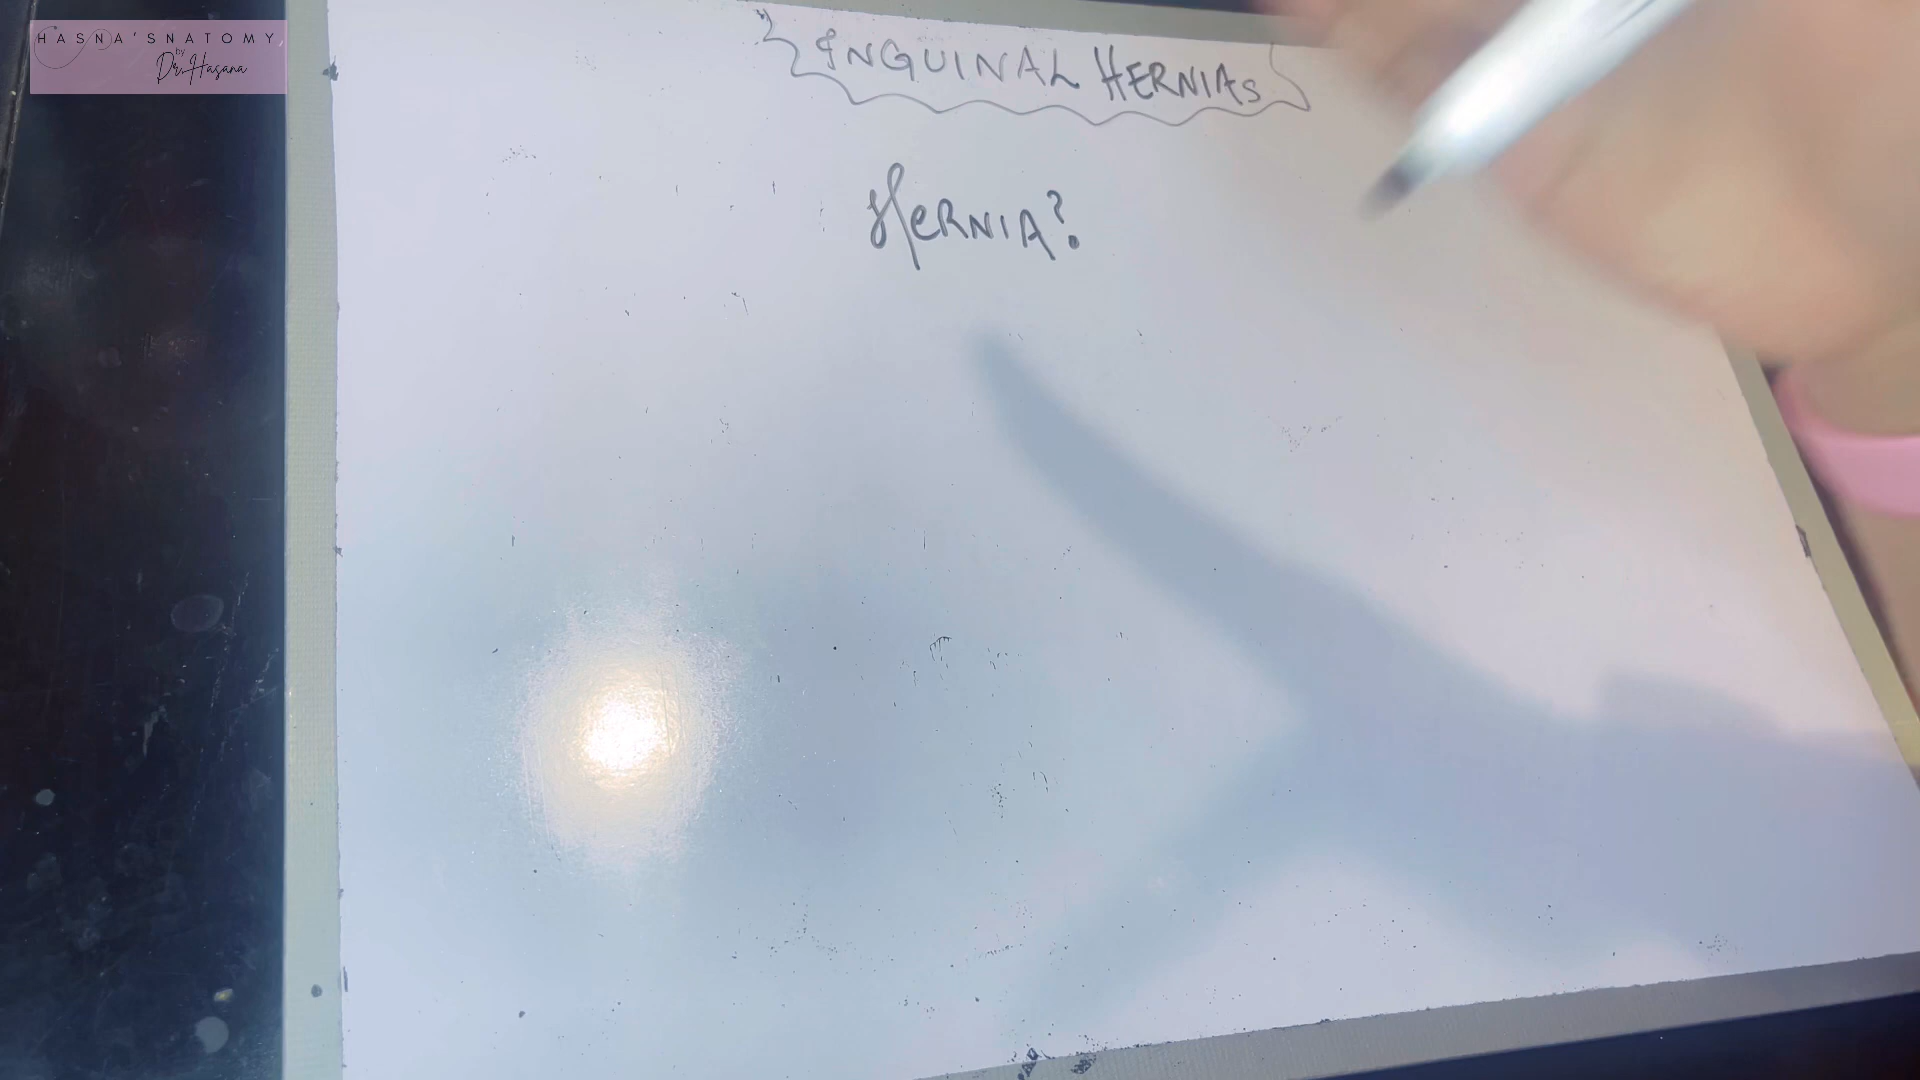 HASNA'SNATOMY
by
Dr. Hasana
INGUINAL HERNIAs
HeRNIA?